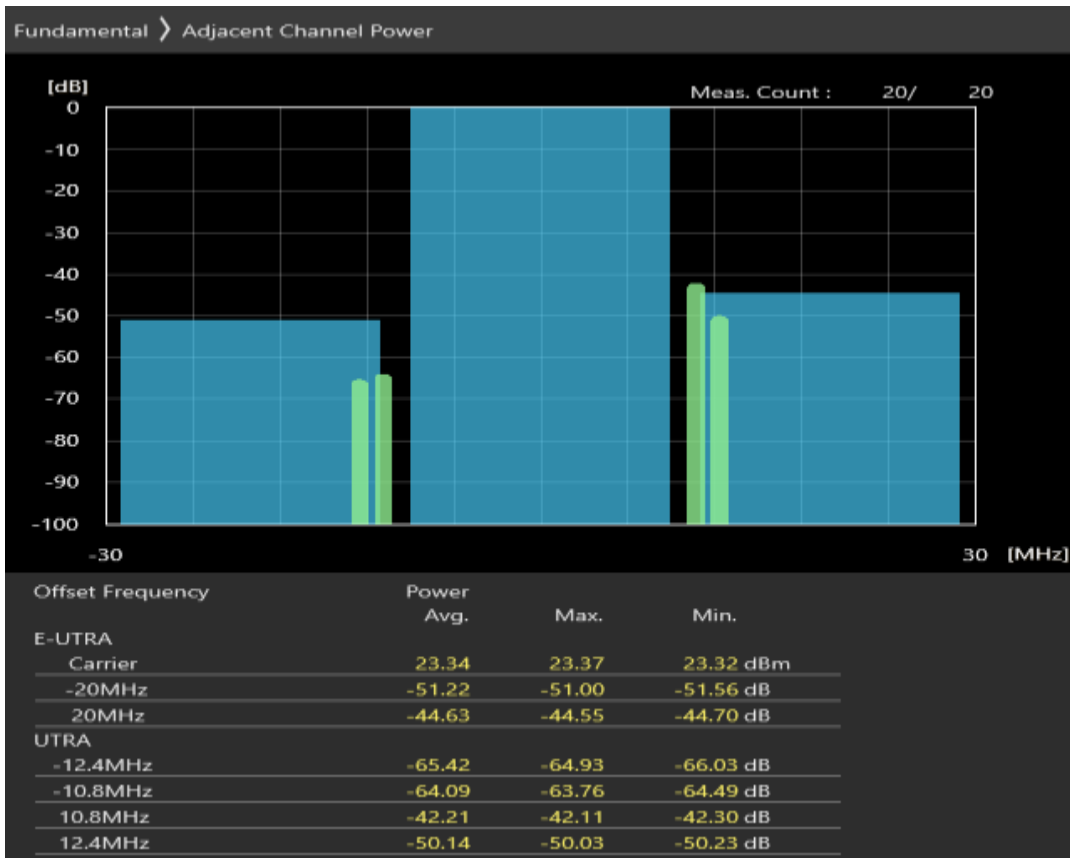 Fundamental ❯ Adjacent Channel Power
[dB]
Meas. Count : 20/ 20
0
-10
-20
-30
-40
-50
-60
-70
-80
-90
-100
-30 30 [MHz]
Offset Frequency Power
Avg. Max. Min.
E-UTRA
Carrier 23.34 23.37 23.32 dBm
-20MHz -51.22 -51.00 -51.56 dB
20MHz -44.63 -44.55 -44.70 dB
UTRA
-12.4MHz -65.42 -64.93 -66.03 dB
-10.8MHz -64.09 -63.76 -64.49 dB
10.8MHz -42.21 -42.11 -42.30 dB
12.4MHz -50.14 -50.03 -50.23 dB